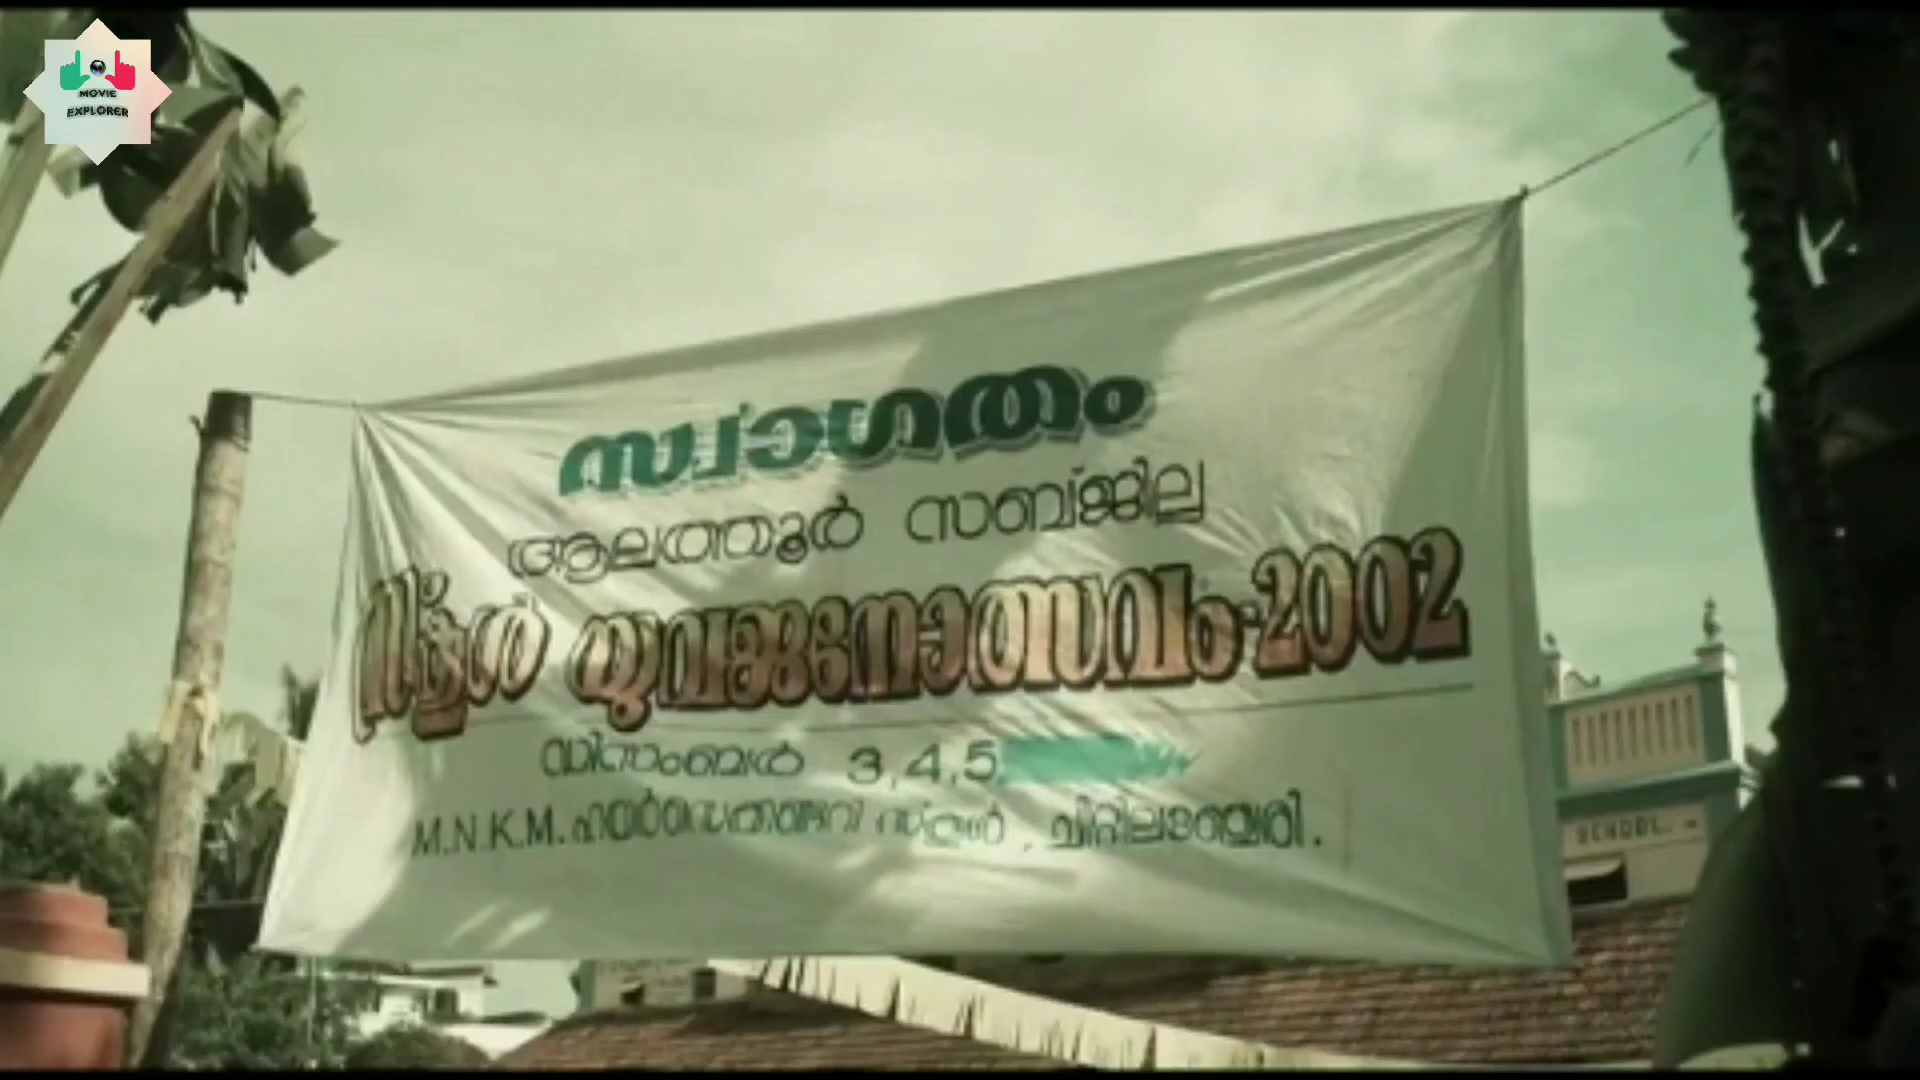 MOVIE
EXPLORER
സ്വാഗതം
ആലത്തൂർ സബ്ജില്ല
സ്കൂൾ യുവജനോത്സവം-2002
ഡിസംബർ 3,4,5
M.N.K.M. ഹയർസെക്കണ്ടറി സ്കൂൾ, ചിറ്റിലഞ്ചേരി.
SCHOOL.